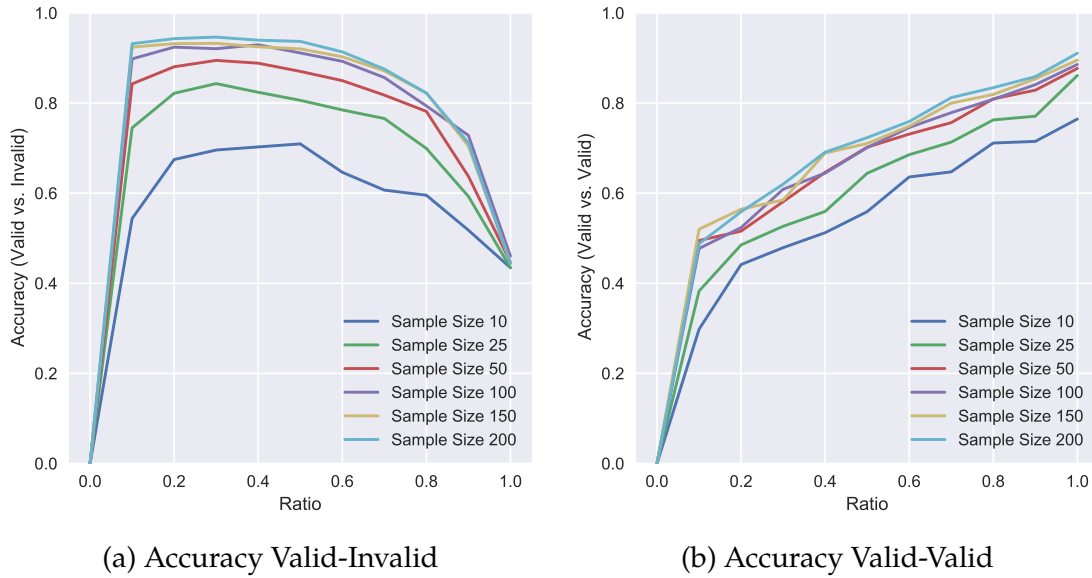 1.0
0.8
0.6
0.4
0.2
0.0
Accuracy (Valid vs. Invalid)
Sample Size 10
Sample Size 25
Sample Size 50
Sample Size 100
Sample Size 150
Sample Size 200
0.0 0.2 0.4 0.6 0.8 1.0
Ratio
(a) Accuracy Valid-Invalid
1.0
0.8
0.6
0.4
0.2
0.0
Accuracy (Valid vs. Valid)
Sample Size 10
Sample Size 25
Sample Size 50
Sample Size 100
Sample Size 150
Sample Size 200
0.0 0.2 0.4 0.6 0.8 1.0
Ratio
(b) Accuracy Valid-Valid